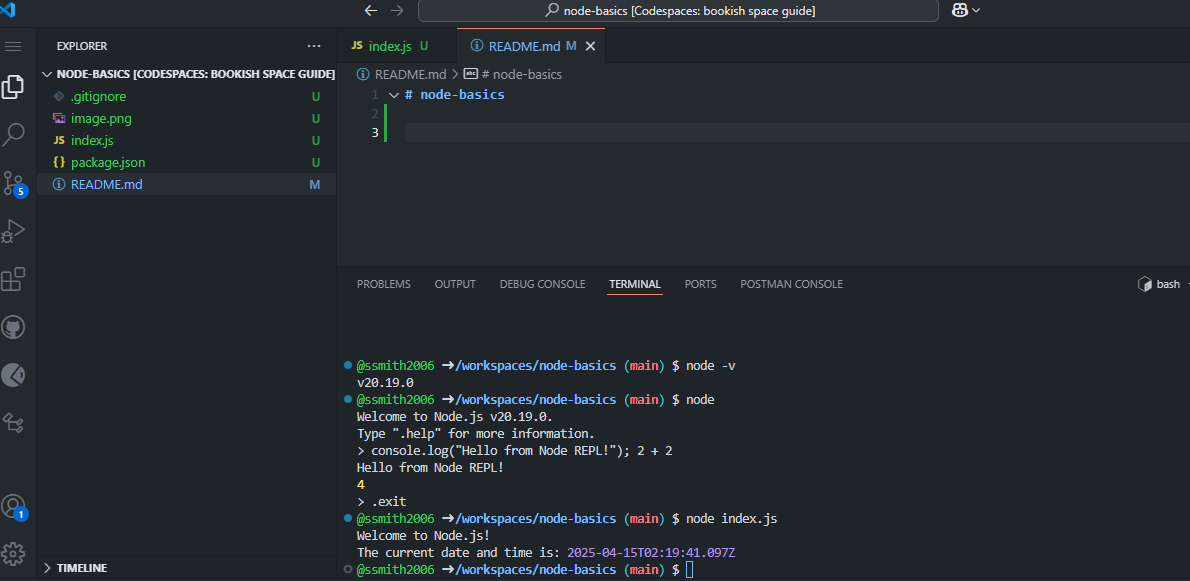 node-basics [Codespaces: bookish space guide]
EXPLORER
NODE-BASICS [CODESPACES: BOOKISH SPACE GUIDE]
.gitignore U
image.png U
JS index.js U
{} package.json U
README.md M
5
1
TIMELINE
JS index.js U
README.md M
README.md > # node-basics
1 # node-basics
2
3
PROBLEMS OUTPUT DEBUG CONSOLE TERMINAL PORTS POSTMAN CONSOLE
bash
@ssmith2006 ➜/workspaces/node-basics (main) $ node -v
v20.19.0
@ssmith2006 ➜/workspaces/node-basics (main) $ node
Welcome to Node.js v20.19.0.
Type ".help" for more information.
> console.log("Hello from Node REPL!"); 2 + 2
Hello from Node REPL!
4
> .exit
@ssmith2006 ➜/workspaces/node-basics (main) $ node index.js
Welcome to Node.js!
The current date and time is: 2025-04-15T02:19:41.097Z
@ssmith2006 ➜/workspaces/node-basics (main) $